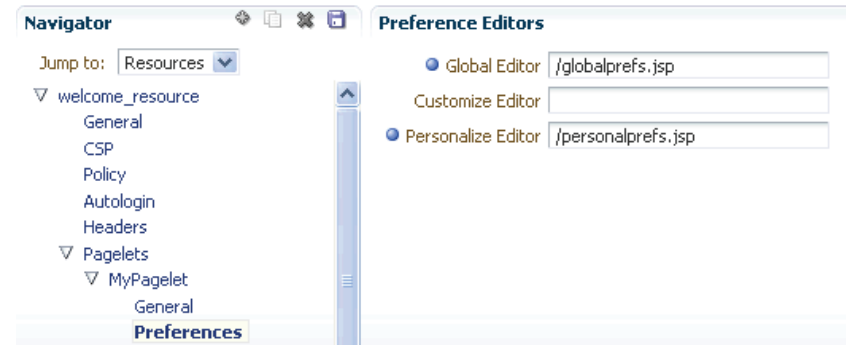 Navigator
Jump to: Resources
welcome_resource
General
CSP
Policy
Autologin
Headers
Pagelets
MyPagelet
General
Preferences
Preference Editors
Global Editor /globalprefs.jsp
Customize Editor
Personalize Editor /personalprefs.jsp